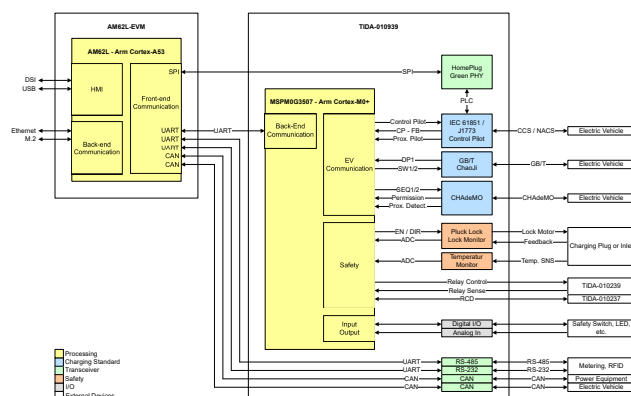 AM62L-EVM
TIDA-010939
AM62L - Arm Cortex-A53
SPI
SPI
HomePlug
Green PHY
DSI
USB
HMI
Front-end
Communication
MSPM0G3507 - Arm Cortex-M0+
PLC
Ethernet
M.2
Back-end
Communication
UART
UART
UART
CAN
CAN
UART
Back-End
Communication
EV
Communication
Control Pilot
CP - FB
Prox. Pilot
IEC 61851 /
J1773
Control Pilot
CCS / NACS
Electric Vehicle
DP1
SW1/2
GB/T
ChaoJi
GB/T
Electric Vehicle
SEQ1/2
Permission
Prox. Detect.
CHAdeMO
CHAdeMO
Electric Vehicle
Safety
EN / DIR
ADC
Pluck Lock
Lock Monitor
Lock Motor
Feedback
Charging Plug or Inlet
ADC
Temperatur
Monitor
Temp. SNS
Relay Control
Relay Sense
TIDA-010239
RCD
TIDA-010237
Input
Output
Digital I/O
Analog In
Safety Switch, LED,
etc.
UART
RS-485
RS-485
UART
RS-232
RS-232
Metering, RFID
CAN
CAN
CAN
Power Equipment
CAN
CAN
CAN
Electric Vehicle
Processing
Charging Standard
Transceiver
Safety
I/O
External Devices